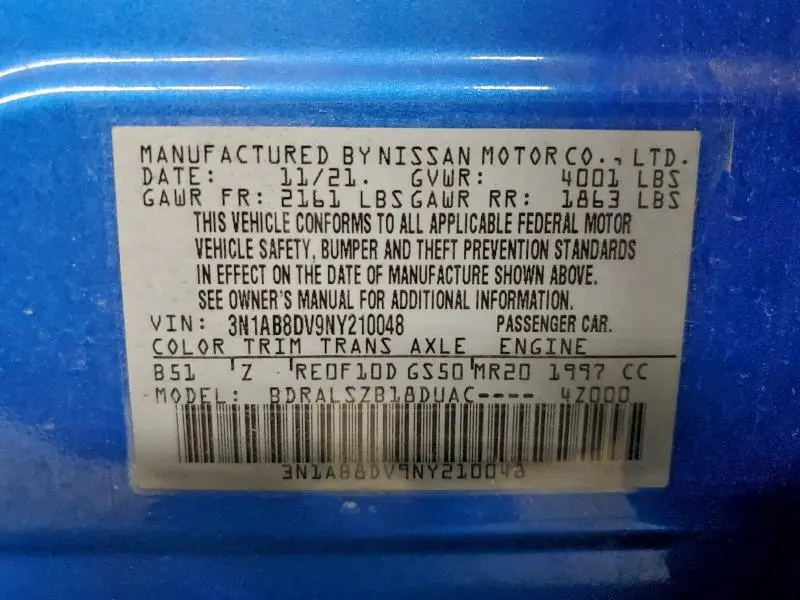 MANUFACTURED BY NISSAN MOTOR CO., LTD.
DATE: 11/21. GVWR: 4001 LBS
GAWR FR: 2161 LBS GAWR RR: 1863 LBS
THIS VEHICLE CONFORMS TO ALL APPLICABLE FEDERAL MOTOR
VEHICLE SAFETY, BUMPER AND THEFT PREVENTION STANDARDS
IN EFFECT ON THE DATE OF MANUFACTURE SHOWN ABOVE.
SEE OWNER'S MANUAL FOR ADDITIONAL INFORMATION.
VIN: 3N1AB8DV9NY210048 PASSENGER CAR.
COLOR TRIM TRANS AXLE ENGINE
B51 Z RE0F10D GS50 MR20 1997 CC
MODEL: BDRALSZB18DUAC---- 4Z000
3N1AB8DV9NY210048